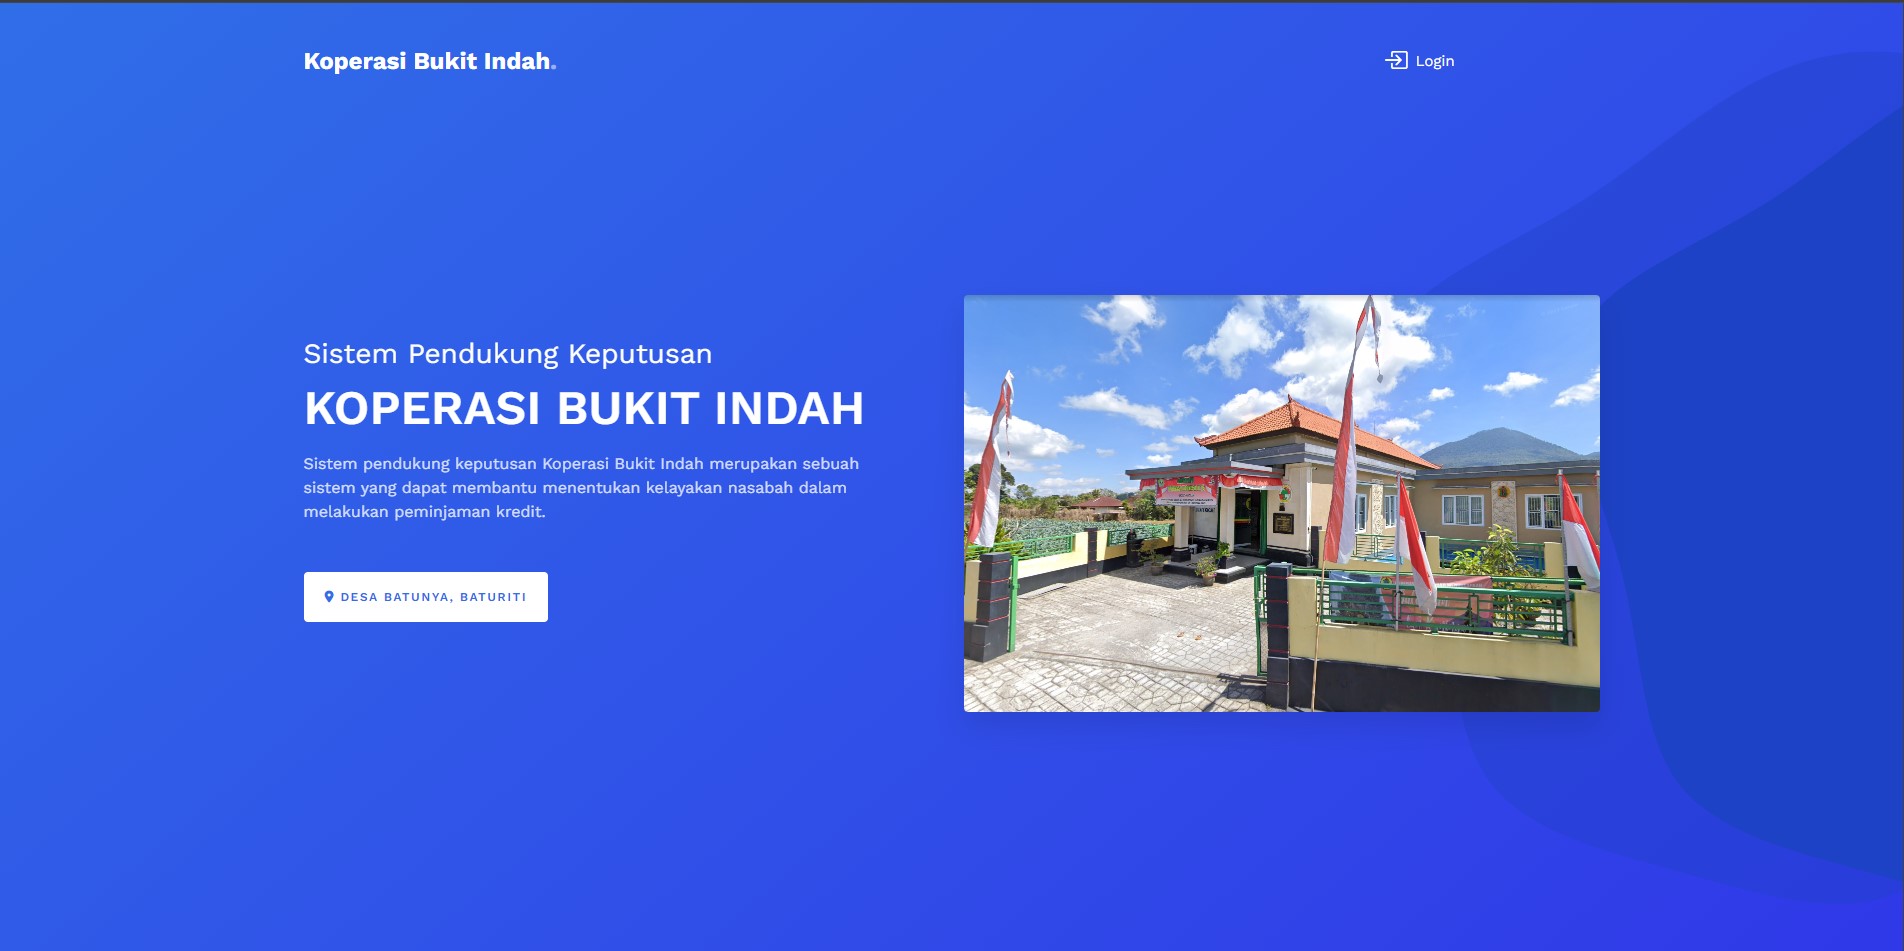 Koperasi Bukit Indah.
Login
Sistem Pendukung Keputusan
KOPERASI BUKIT INDAH
Sistem pendukung keputusan Koperasi Bukit Indah merupakan sebuah
sistem yang dapat membantu menentukan kelayakan nasabah dalam
melakukan peminjaman kredit.
DESA BATUNYA, BATURITI